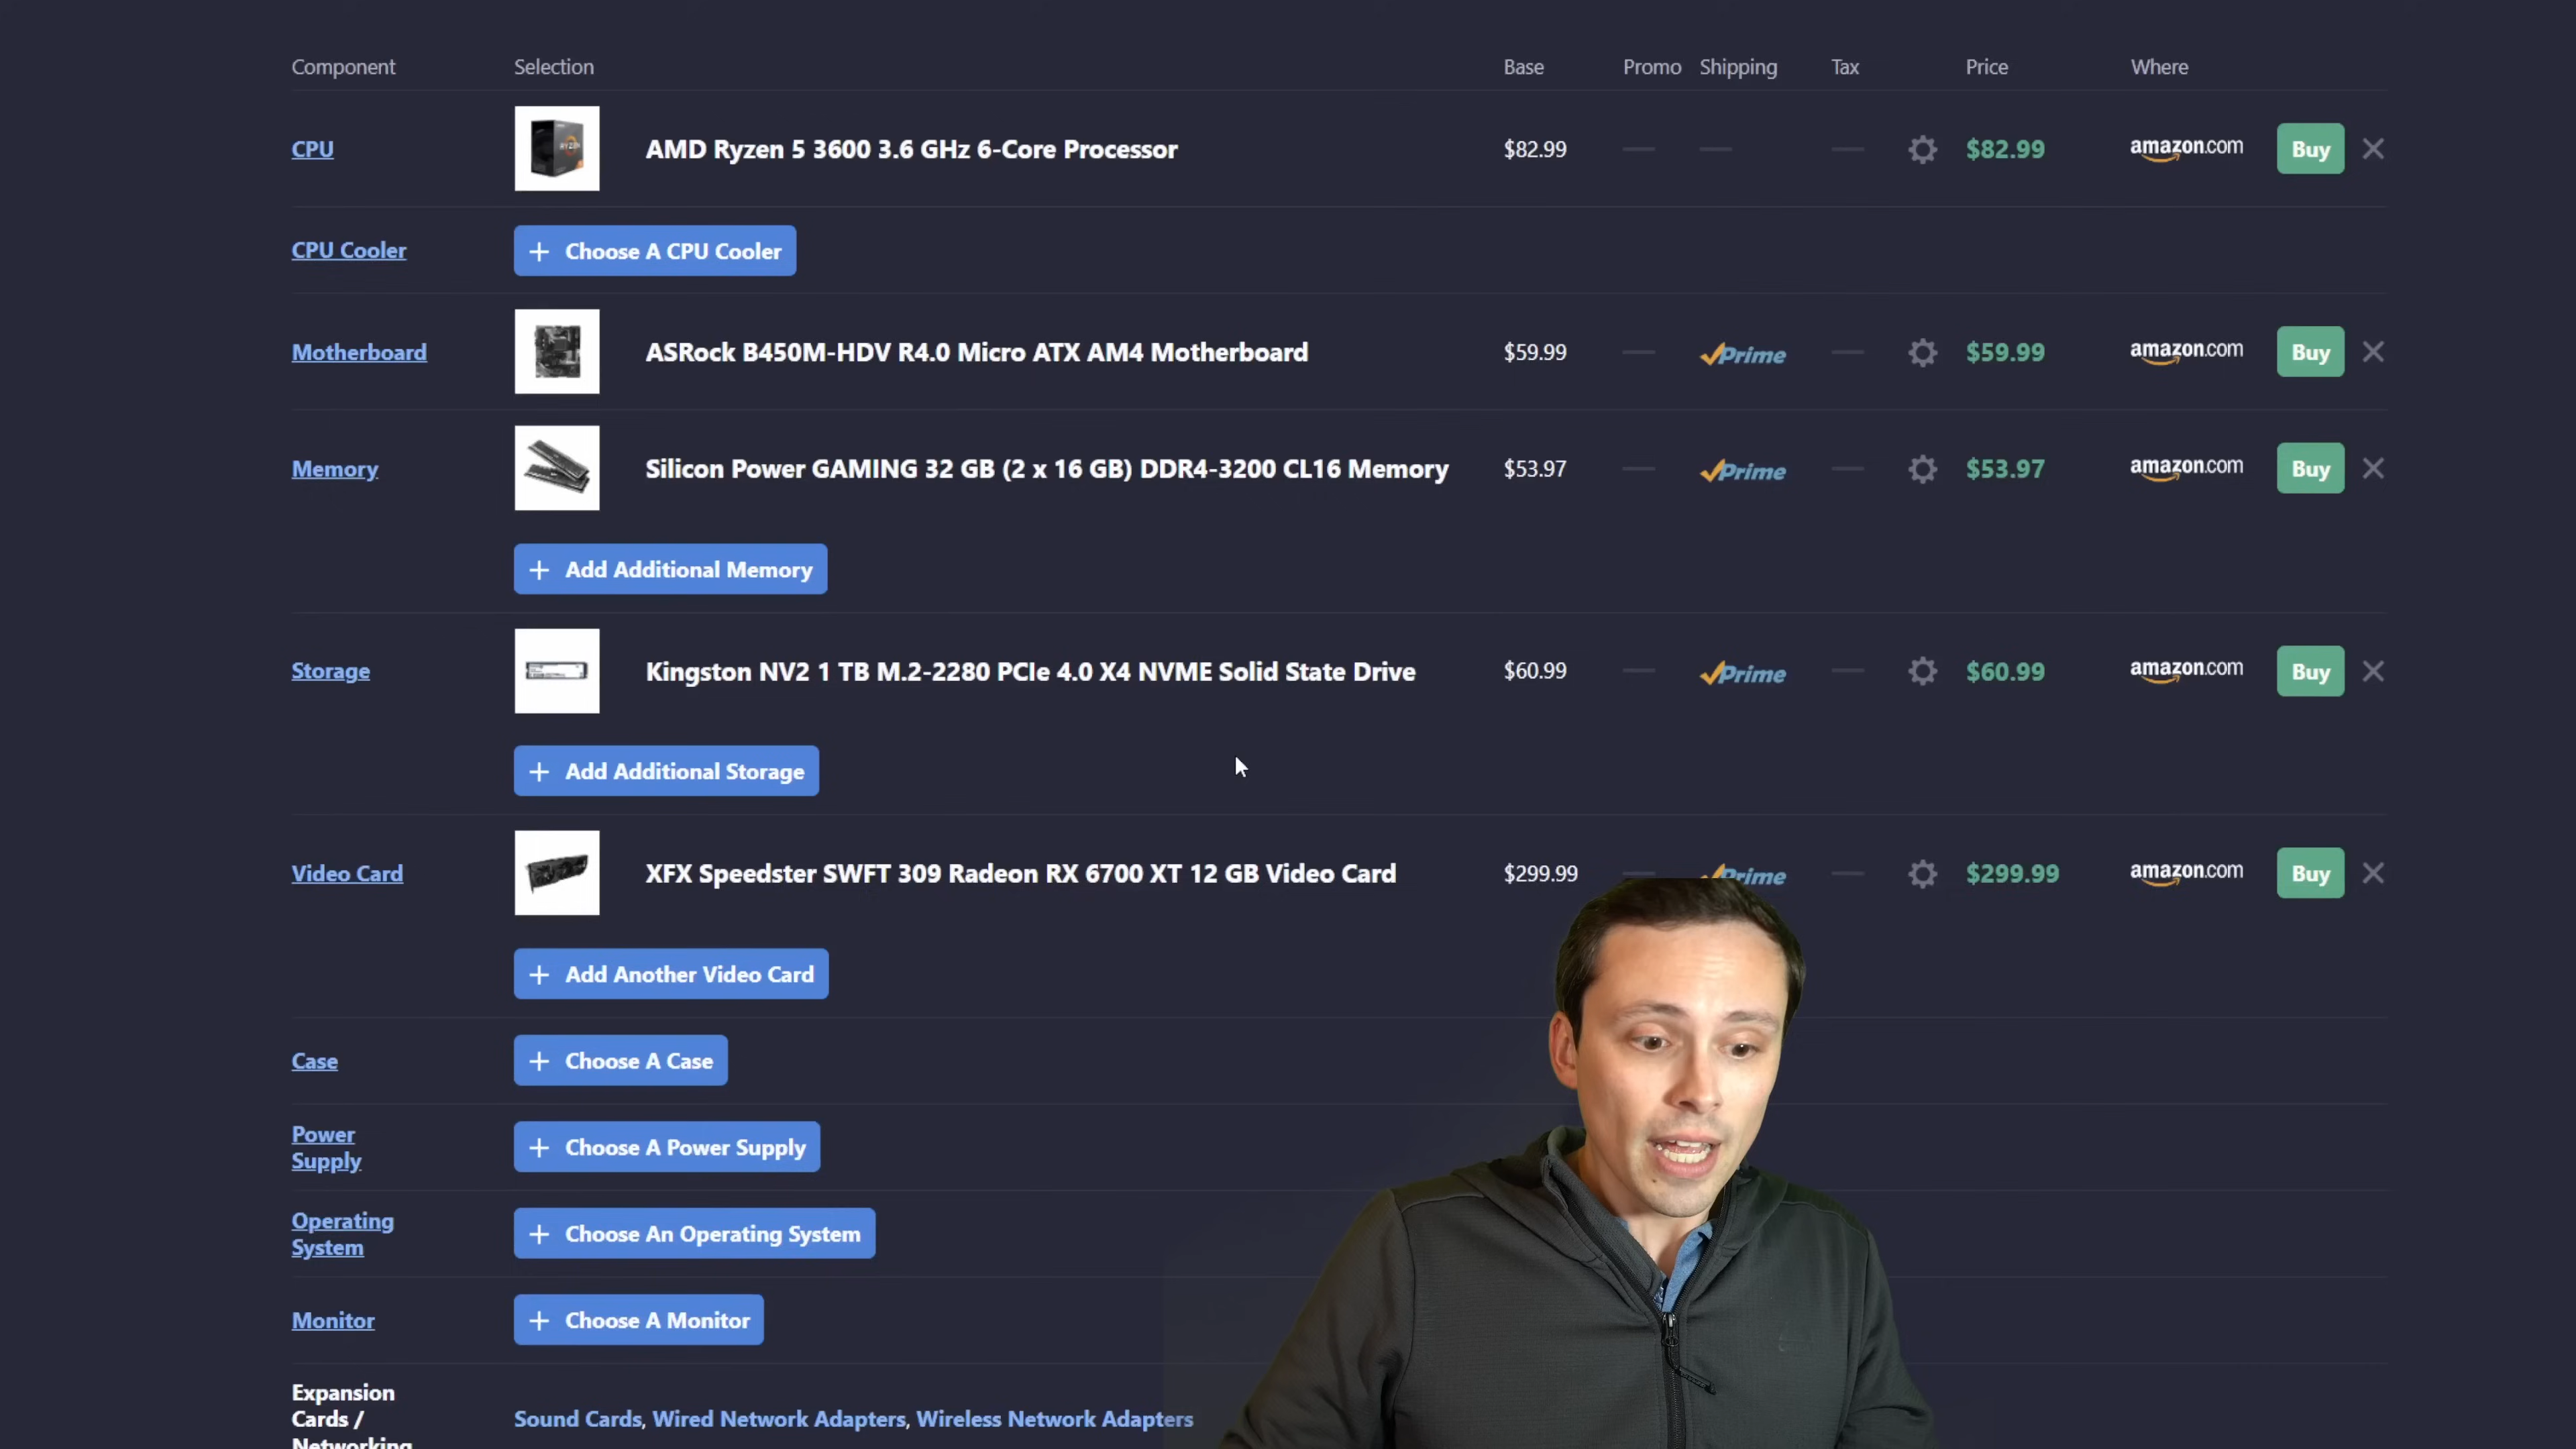 Component Selection Base Promo Shipping Tax Price Where
CPU AMD Ryzen 5 3600 3.6 GHz 6-Core Processor $82.99 — — — $82.99 amazon.com Buy
CPU Cooler + Choose A CPU Cooler
Motherboard ASRock B450M-HDV R4.0 Micro ATX AM4 Motherboard $59.99 — Prime — $59.99 amazon.com Buy
Memory Silicon Power GAMING 32 GB (2 x 16 GB) DDR4-3200 CL16 Memory $53.97 — Prime — $53.97 amazon.com Buy
+ Add Additional Memory
Storage Kingston NV2 1 TB M.2-2280 PCIe 4.0 X4 NVME Solid State Drive $60.99 — Prime — $60.99 amazon.com Buy
+ Add Additional Storage
Video Card XFX Speedster SWFT 309 Radeon RX 6700 XT 12 GB Video Card $299.99 — Prime — $299.99 amazon.com Buy
+ Add Another Video Card
Case + Choose A Case
Power
Supply + Choose A Power Supply
Operating
System + Choose An Operating System
Monitor + Choose A Monitor
Expansion
Cards / Sound Cards, Wired Network Adapters, Wireless Network Adapters
Networking